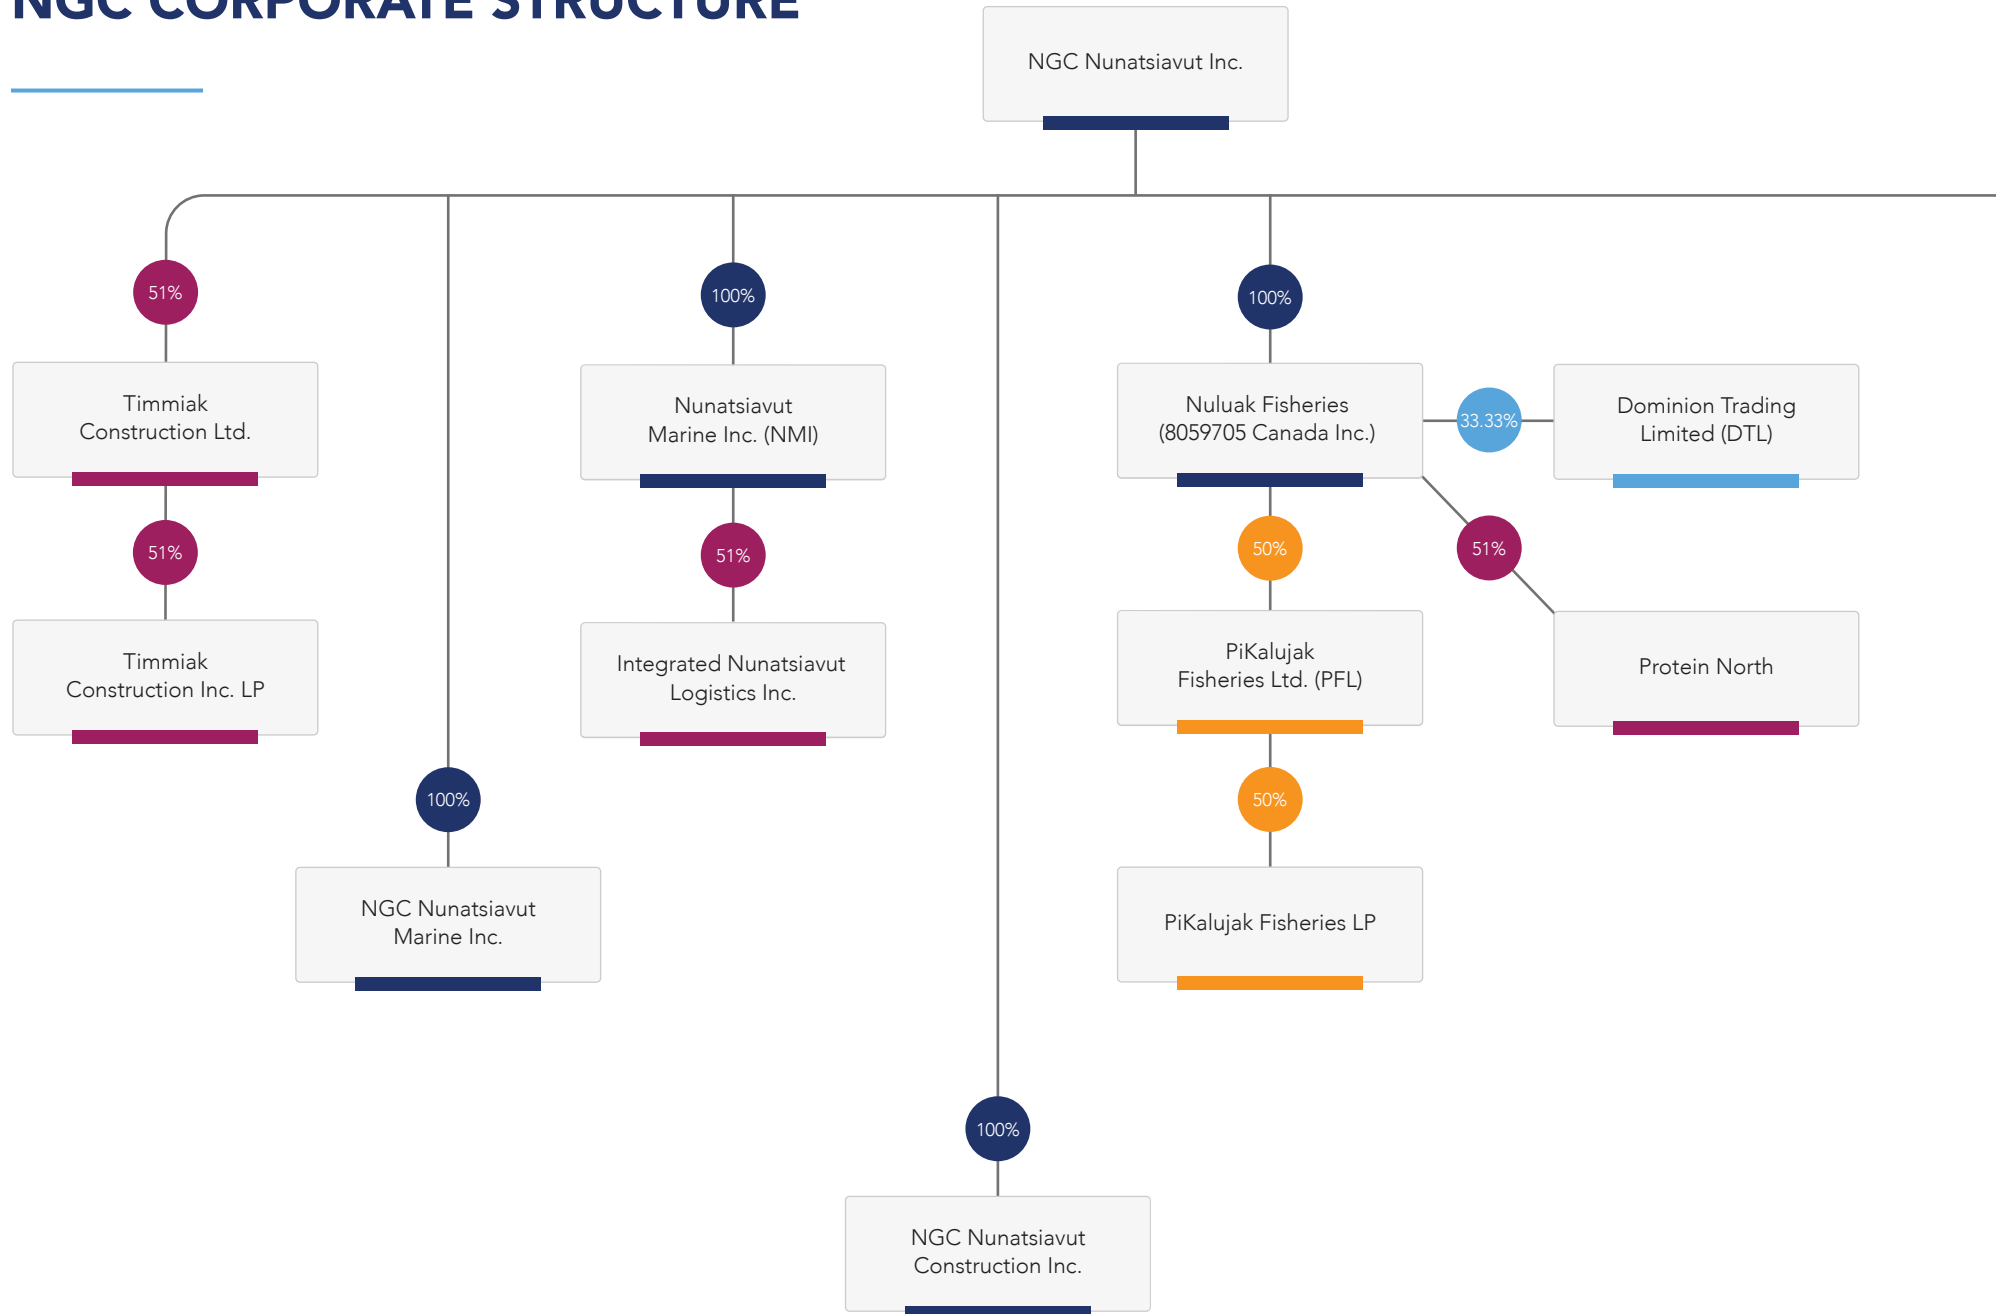 NGC CORPORATE STRUCTURE
NGC Nunatsiavut Inc.
51%
100%
100%
Timmiak
Construction Ltd.
Nunatsiavut
Marine Inc. (NMI)
Nuluak Fisheries
(8059705 Canada Inc.)
33.33%
Dominion Trading
Limited (DTL)
51%
51%
50%
51%
Timmiak
Construction Inc. LP
Integrated Nunatsiavut
Logistics Inc.
PiKalujak
Fisheries Ltd. (PFL)
Protein North
100%
50%
NGC Nunatsiavut
Marine Inc.
PiKalujak Fisheries LP
100%
NGC Nunatsiavut
Construction Inc.